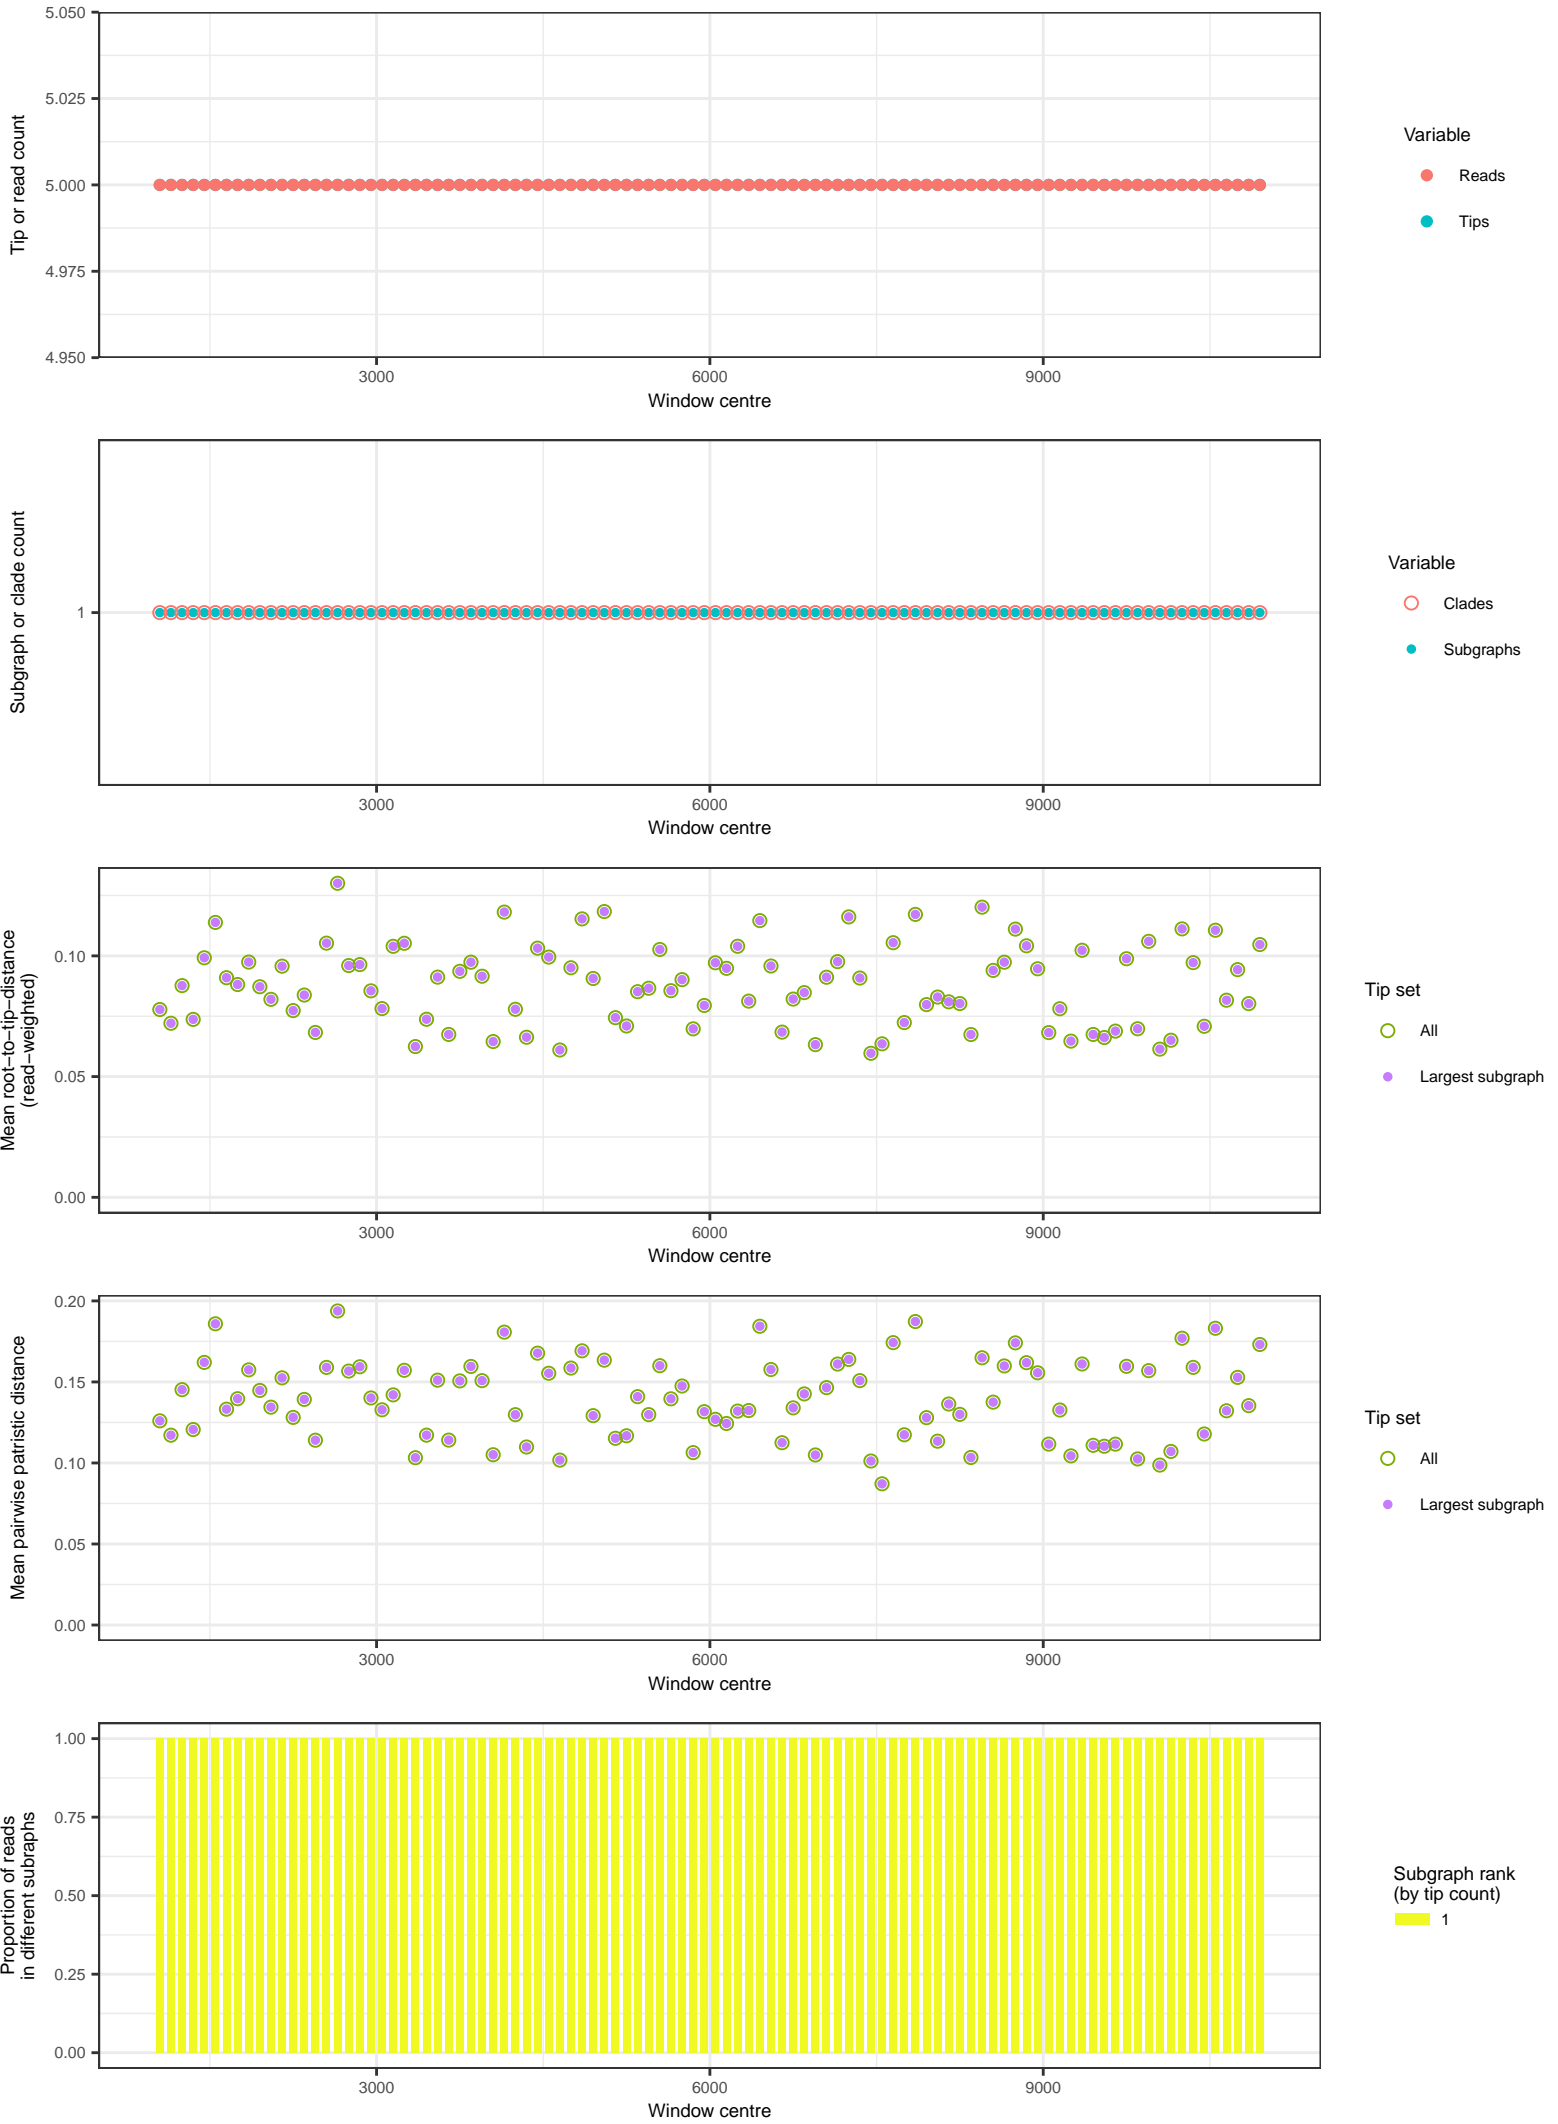 5.050
5.025
5.000
4.975
4.950
Tip or read count
3000
6000
9000
Window centre
Variable
Reads
Tips
1
Subgraph or clade count
3000
6000
9000
Window centre
Variable
Clades
Subgraphs
0.10
0.05
0.00
Mean root−to−tip−distance
(read−weighted)
3000
6000
9000
Window centre
Tip set
All
Largest subgraph
0.20
0.15
0.10
0.05
0.00
Mean pairwise patristic distance
3000
6000
9000
Window centre
Tip set
All
Largest subgraph
1.00
0.75
0.50
0.25
0.00
Proportion of reads
in different subraphs
3000
6000
9000
Window centre
Subgraph rank
(by tip count)
1